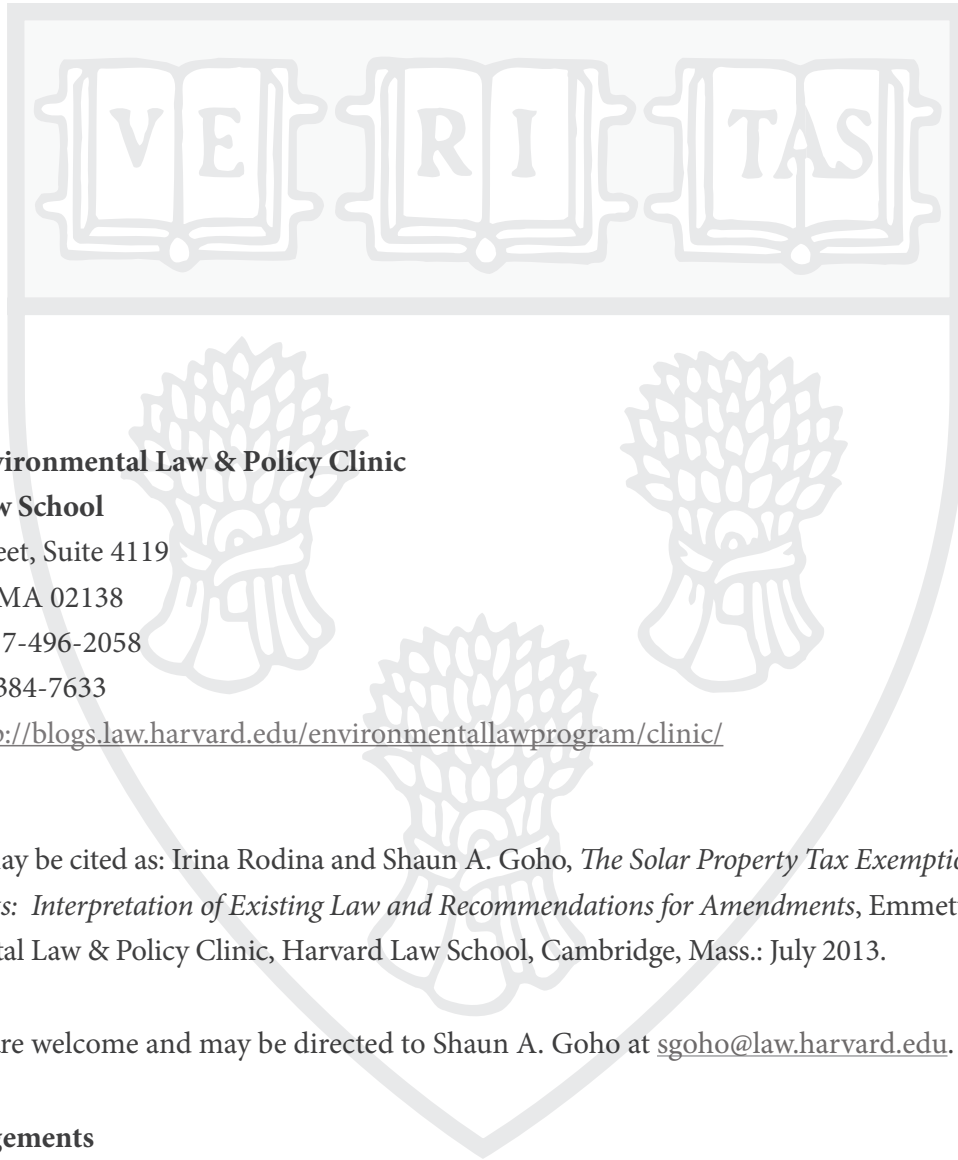 VE RI TAS
vironmental Law & Policy Clinic
w School
eet, Suite 4119
MA 02138
7-496-2058
384-7633
p://blogs.law.harvard.edu/environmentallawprogram/clinic/
ay be cited as: Irina Rodina and Shaun A. Goho, The Solar Property Tax Exemptio
s: Interpretation of Existing Law and Recommendations for Amendments, Emmet
tal Law & Policy Clinic, Harvard Law School, Cambridge, Mass.: July 2013.
re welcome and may be directed to Shaun A. Goho at sgoho@law.harvard.edu.
gements